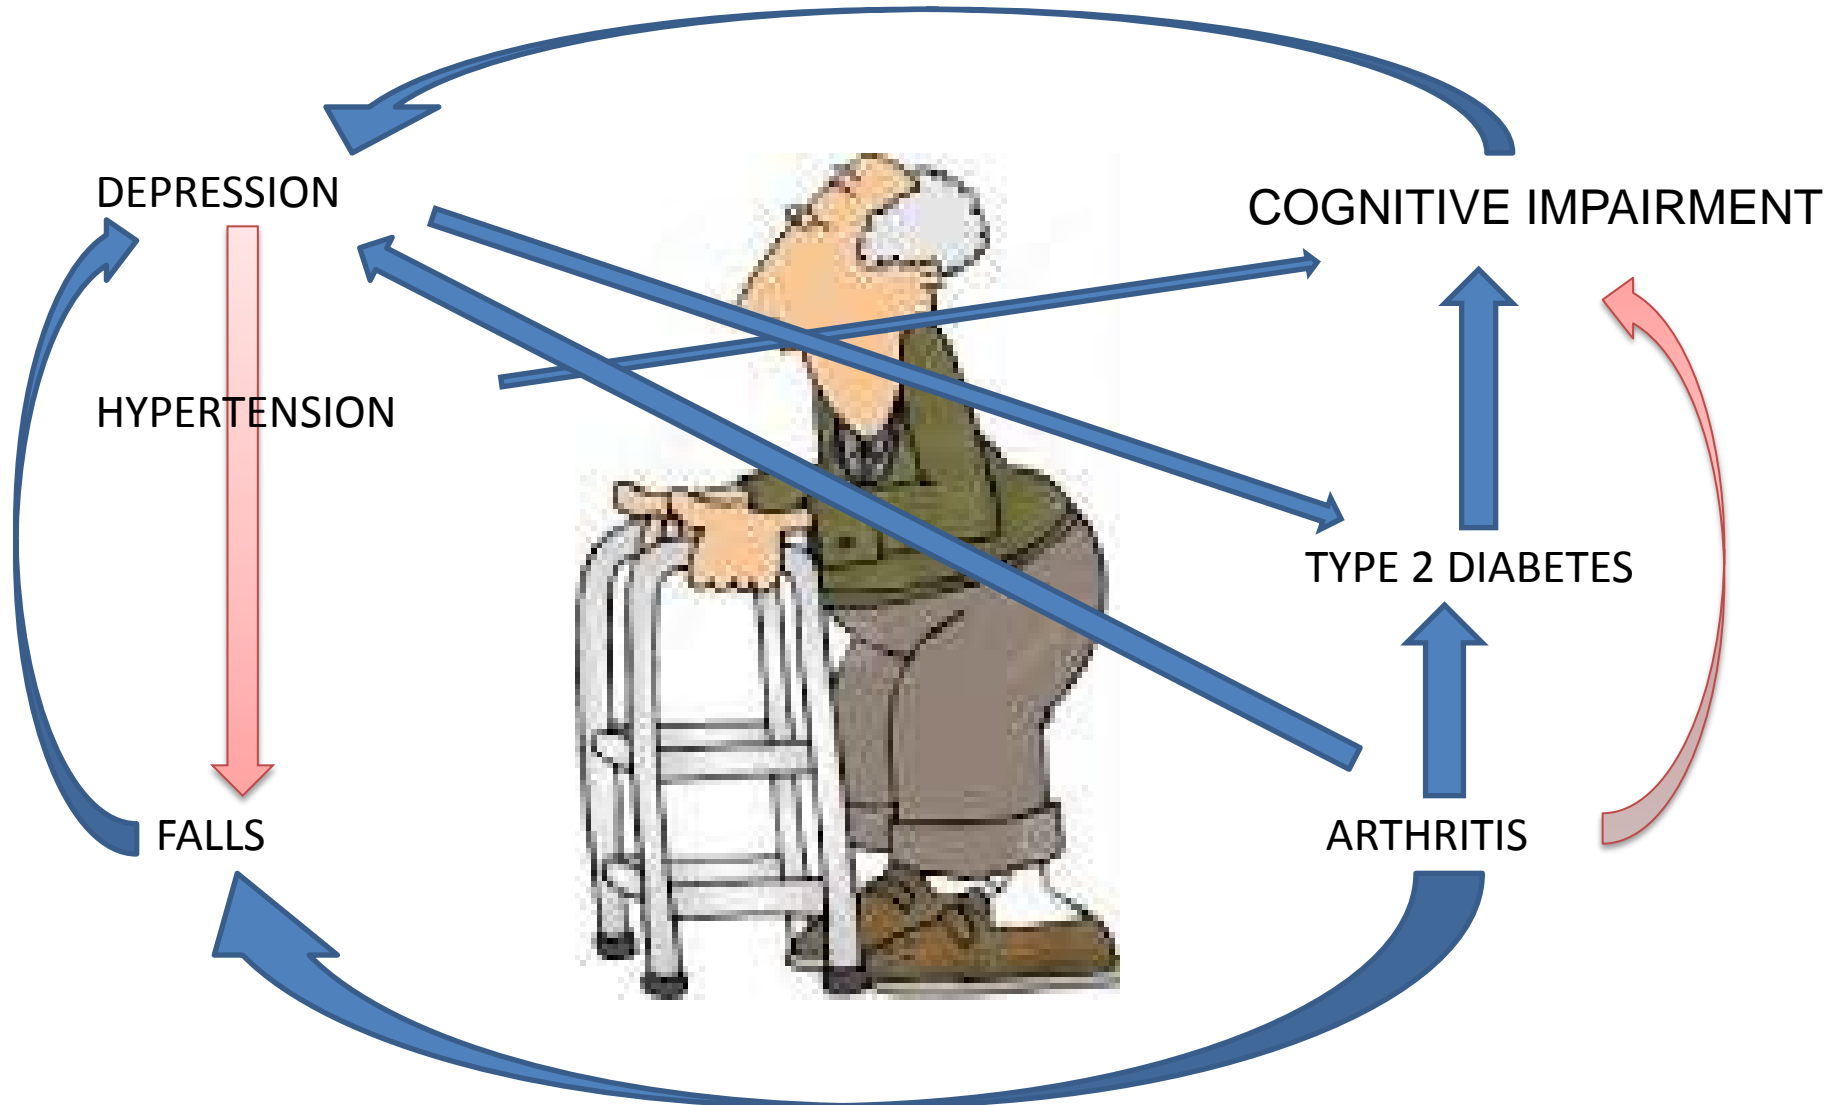 DEPRESSION
COGNITIVE IMPAIRMENT
HYPERTENSION
TYPE 2 DIABETES
FALLS
ARTHRITIS